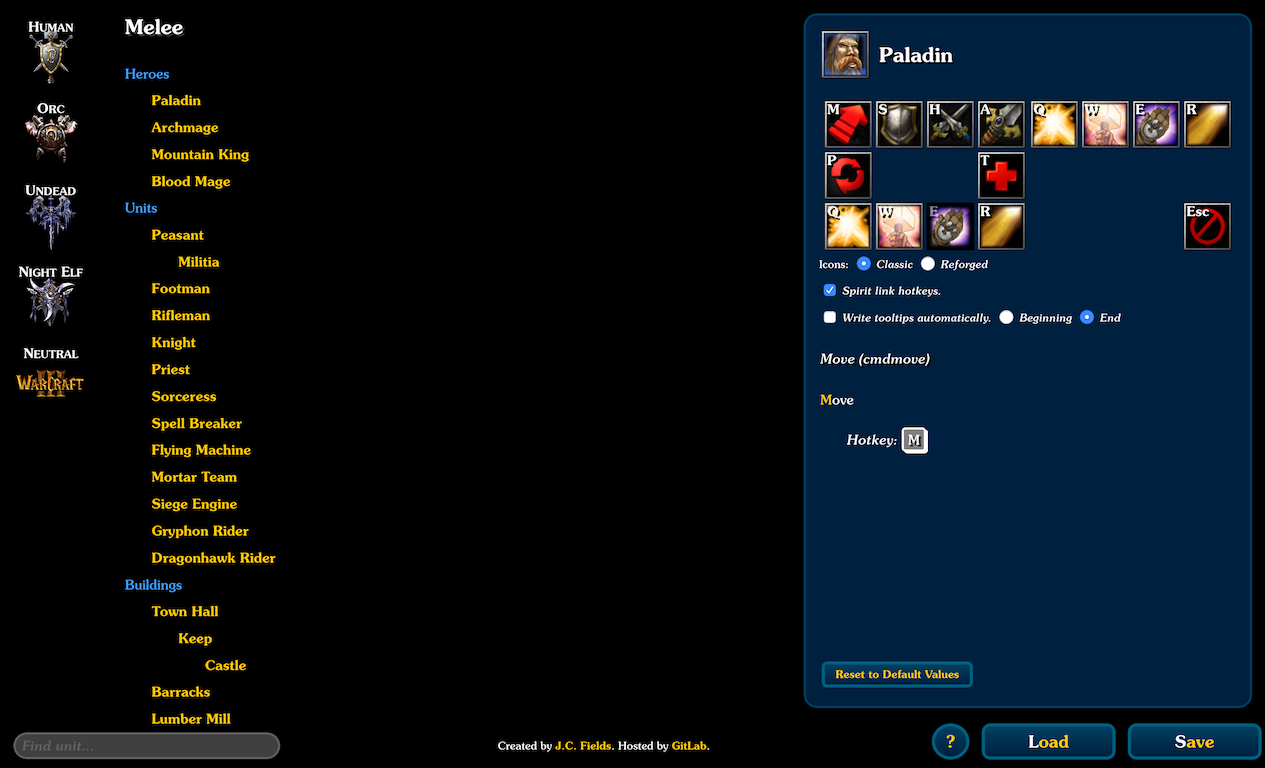 Human
Orc
Undead
Night Elf
Neutral
WARCRAFT
III
Melee
Heroes
Paladin
Archmage
Mountain King
Blood Mage
Units
Peasant
Militia
Footman
Rifleman
Knight
Priest
Sorceress
Spell Breaker
Flying Machine
Mortar Team
Siege Engine
Gryphon Rider
Dragonhawk Rider
Buildings
Town Hall
Keep
Castle
Barracks
Lumber Mill
Find unit...
Created by J.C. Fields. Hosted by GitLab.
Paladin
M S H A Q W E R
P T
Q W E R Esc
Icons: Classic Reforged
Spirit link hotkeys.
Write tooltips automatically. Beginning End
Move (cmdmove)
Move
Hotkey: M
Reset to Default Values
? Load Save